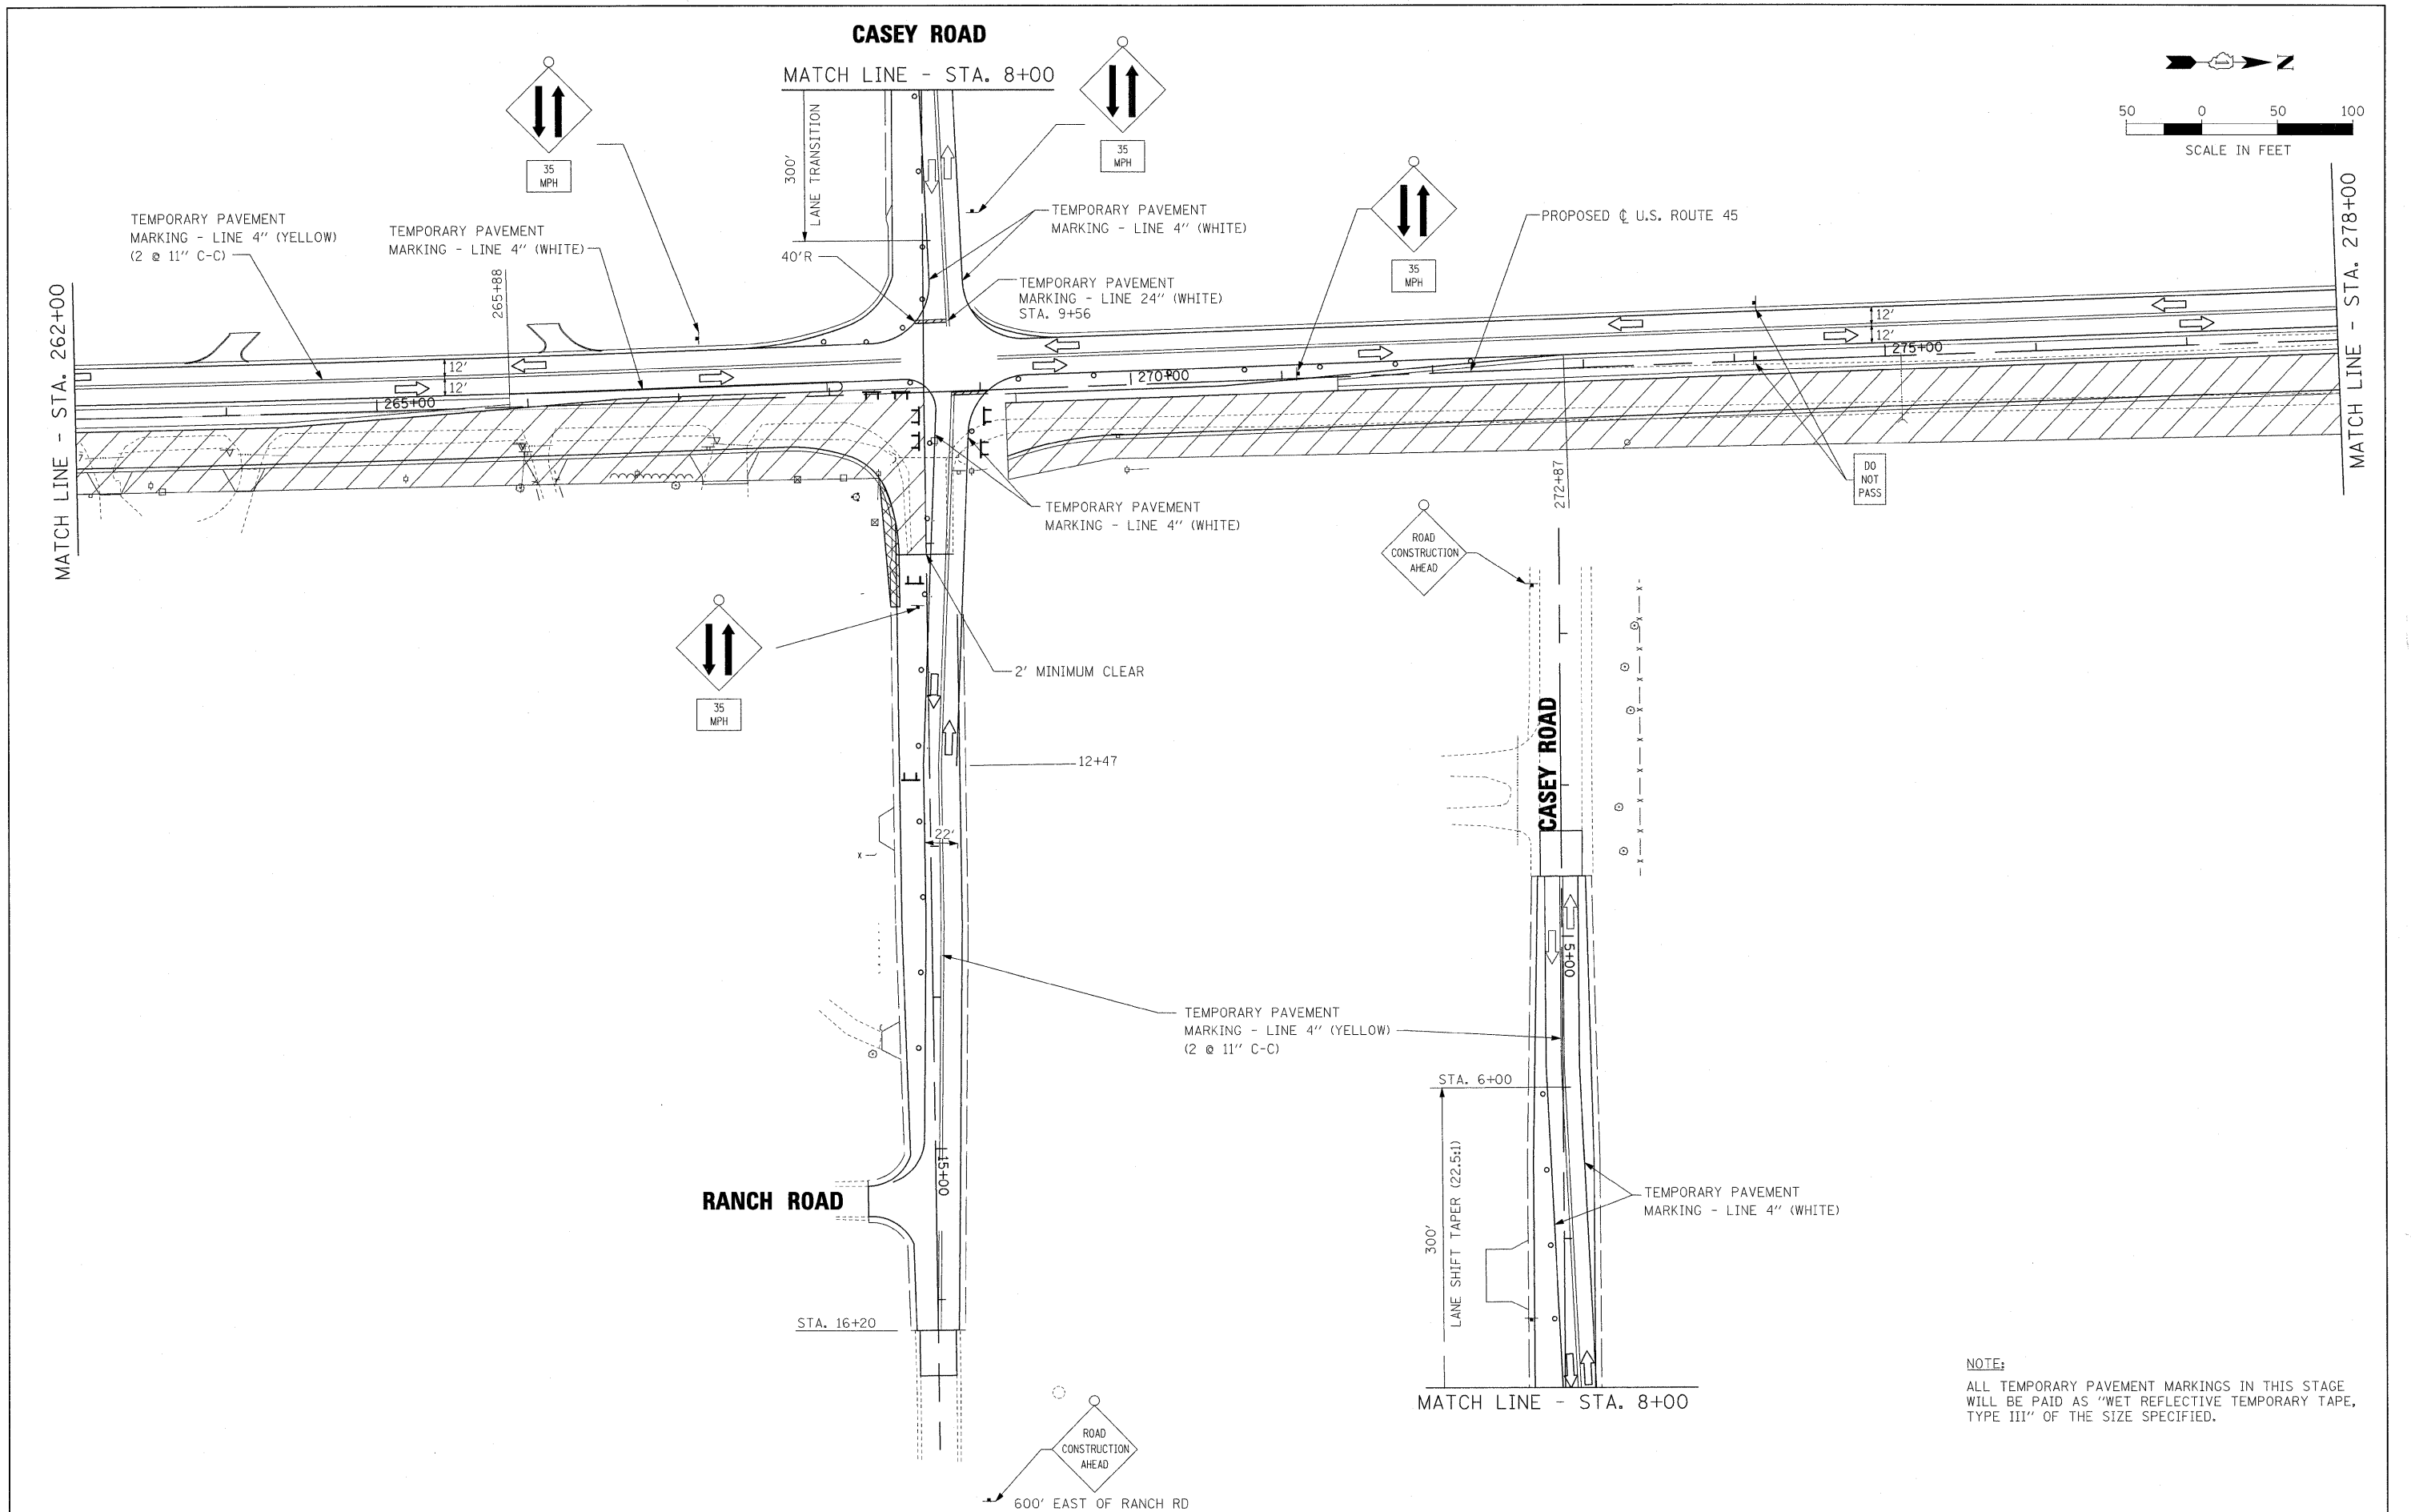 CASEY ROAD
MATCH LINE - STA. 8+00
N
50 0 50 100
SCALE IN FEET
35
MPH
35
MPH
35
MPH
300'
LANE TRANSITION
TEMPORARY PAVEMENT
MARKING - LINE 4" (YELLOW)
(2 @ 11" C-C)
TEMPORARY PAVEMENT
MARKING - LINE 4" (WHITE)
TEMPORARY PAVEMENT
MARKING - LINE 4" (WHITE)
PROPOSED ℄ U.S. ROUTE 45
40'R
TEMPORARY PAVEMENT
MARKING - LINE 24" (WHITE)
STA. 9+56
MATCH LINE - STA. 262+00
265+88
MATCH LINE - STA. 278+00
12'
12'
12'
12'
265+00
270+00
275+00
272+87
DO
NOT
PASS
TEMPORARY PAVEMENT
MARKING - LINE 4" (WHITE)
ROAD
CONSTRUCTION
AHEAD
35
MPH
2' MINIMUM CLEAR
12+47
22'
CASEY ROAD
5+00
TEMPORARY PAVEMENT
MARKING - LINE 4" (YELLOW)
(2 @ 11" C-C)
STA. 6+00
300'
LANE SHIFT TAPER (22.5:1)
TEMPORARY PAVEMENT
MARKING - LINE 4" (WHITE)
15+00
RANCH ROAD
STA. 16+20
MATCH LINE - STA. 8+00
NOTE:
ALL TEMPORARY PAVEMENT MARKINGS IN THIS STAGE
WILL BE PAID AS "WET REFLECTIVE TEMPORARY TAPE,
TYPE III" OF THE SIZE SPECIFIED.
ROAD
CONSTRUCTION
AHEAD
600' EAST OF RANCH RD